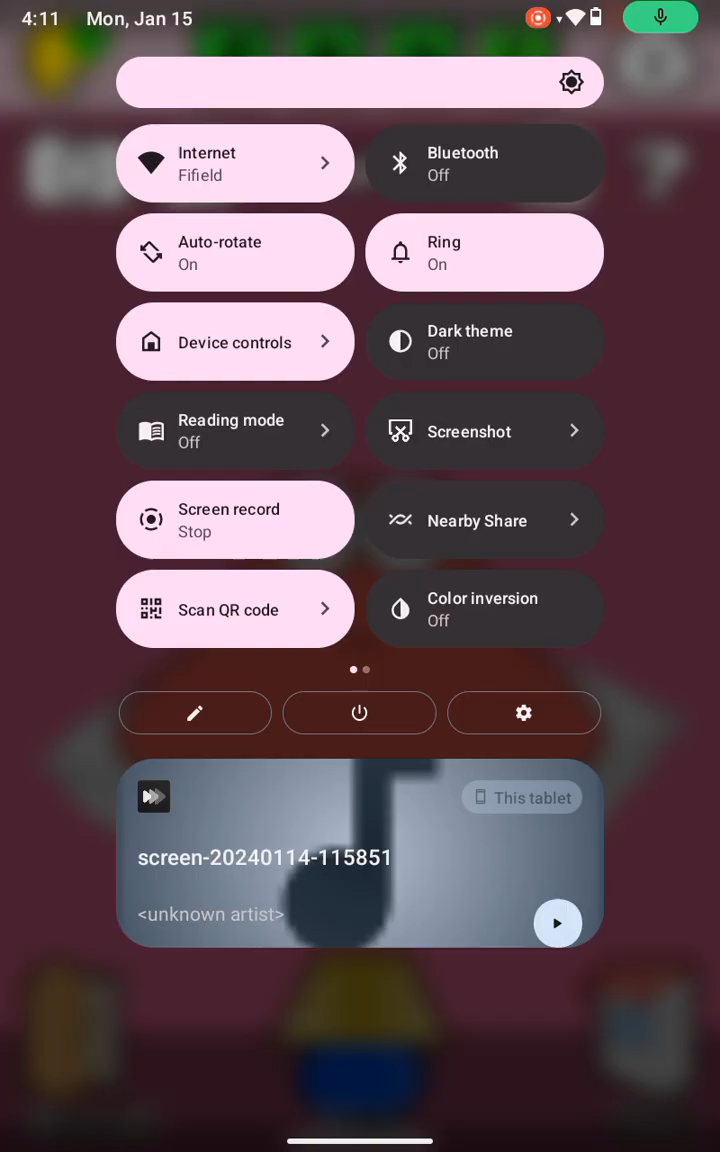 4:11 Mon, Jan 15
Internet
Fifield
Bluetooth
Off
Auto-rotate
On
Ring
On
Device controls
Dark theme
Off
Reading mode
Off
Screenshot
Screen record
Stop
Nearby Share
Scan QR code
Color inversion
Off
This tablet
screen-20240114-115851
<unknown artist>